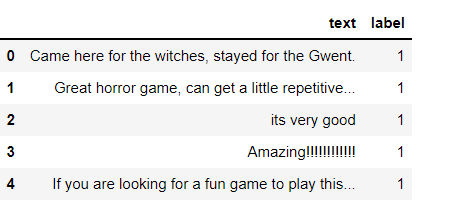 text label
0 Came here for the witches, stayed for the Gwent. 1
1 Great horror game, can get a little repetitive... 1
2 its very good 1
3 Amazing!!!!!!!!!!!!! 1
4 If you are looking for a fun game to play this... 1